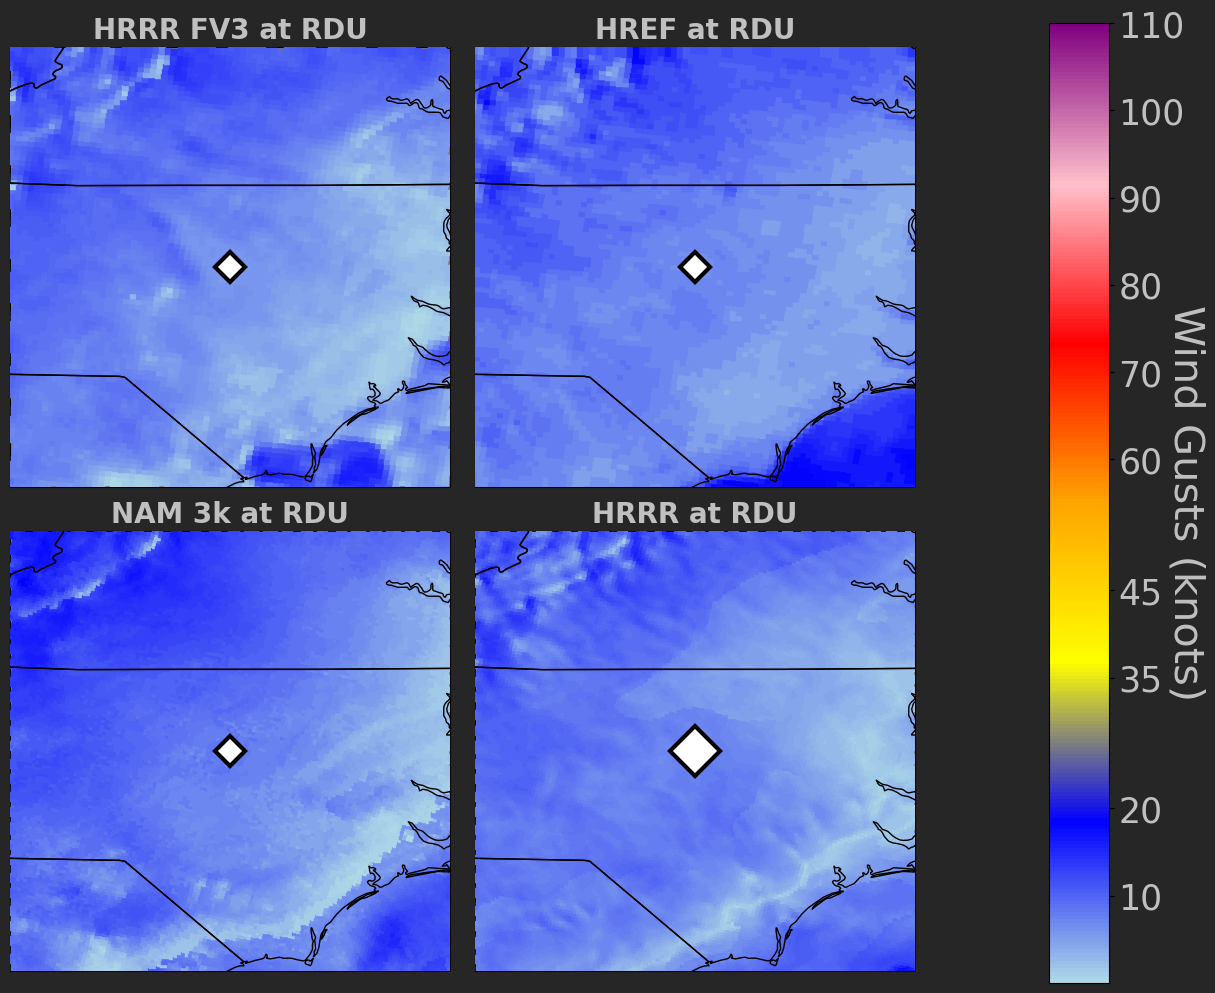 HRRR FV3 at RDU
HREF at RDU
NAM 3k at RDU
HRRR at RDU
110
100
90
80
70
60
45
35
20
10
Wind Gusts (knots)